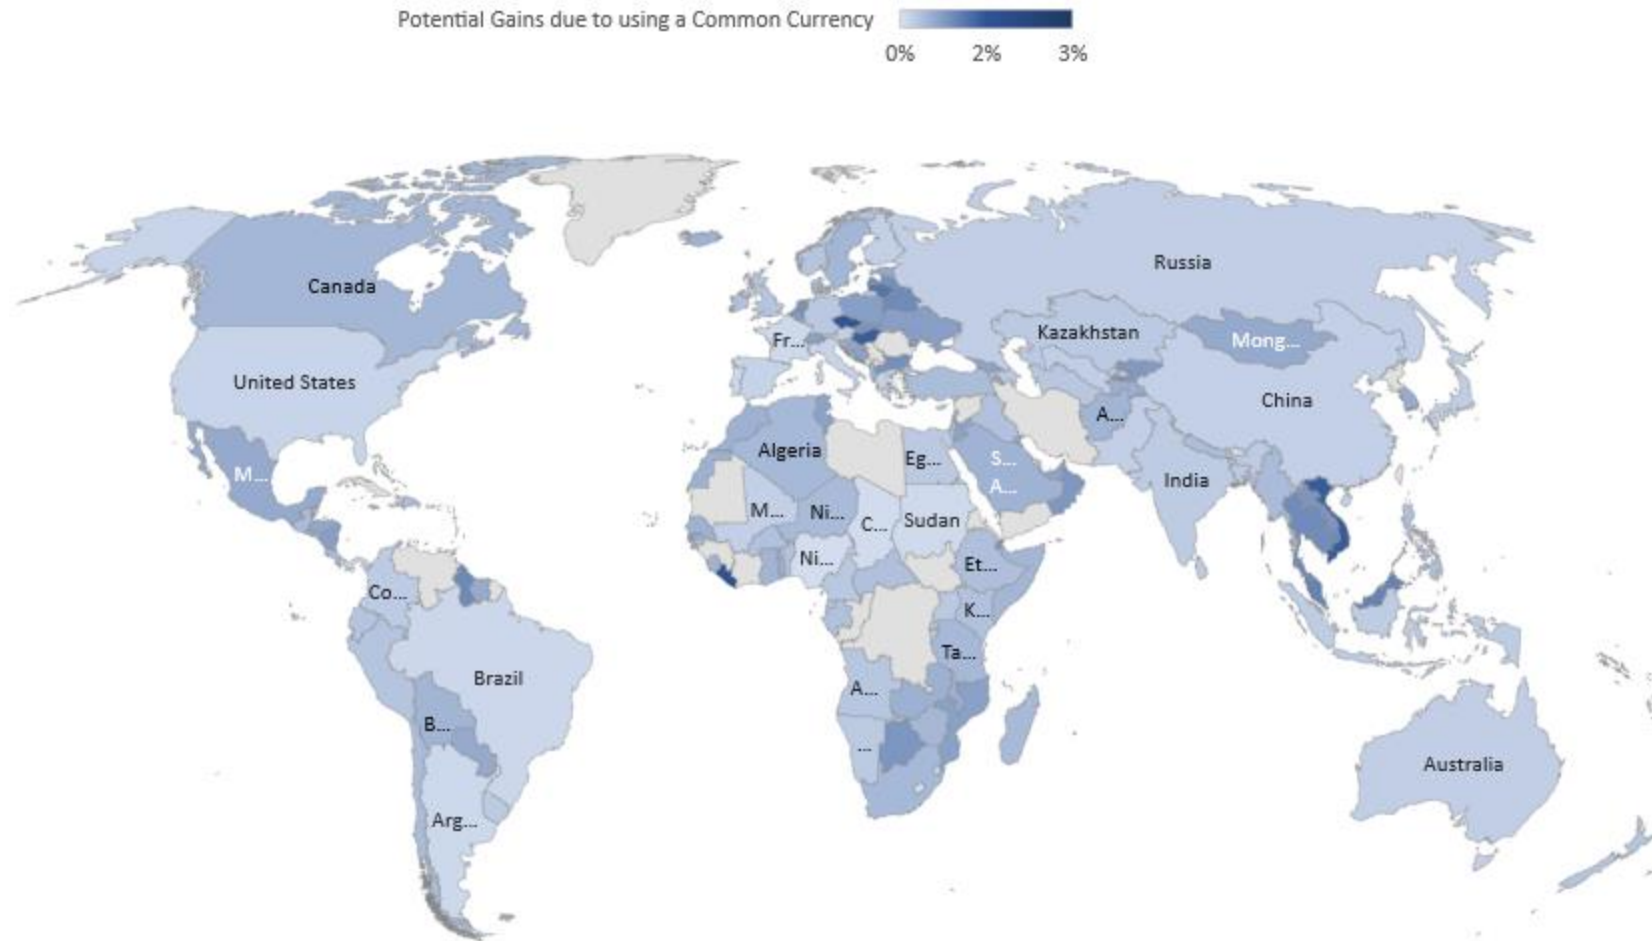 Potential Gains due to using a Common Currency
0% 2% 3%
Russia
Canada
Kazakhstan
Mong...
Fr...
United States
China
A...
Algeria
Eg...
S...
M...
India
A...
M...
Ni...
C...
Sudan
Ni...
Et...
Co...
K...
Ta...
Brazil
A...
B...
...
Australia
Arg...